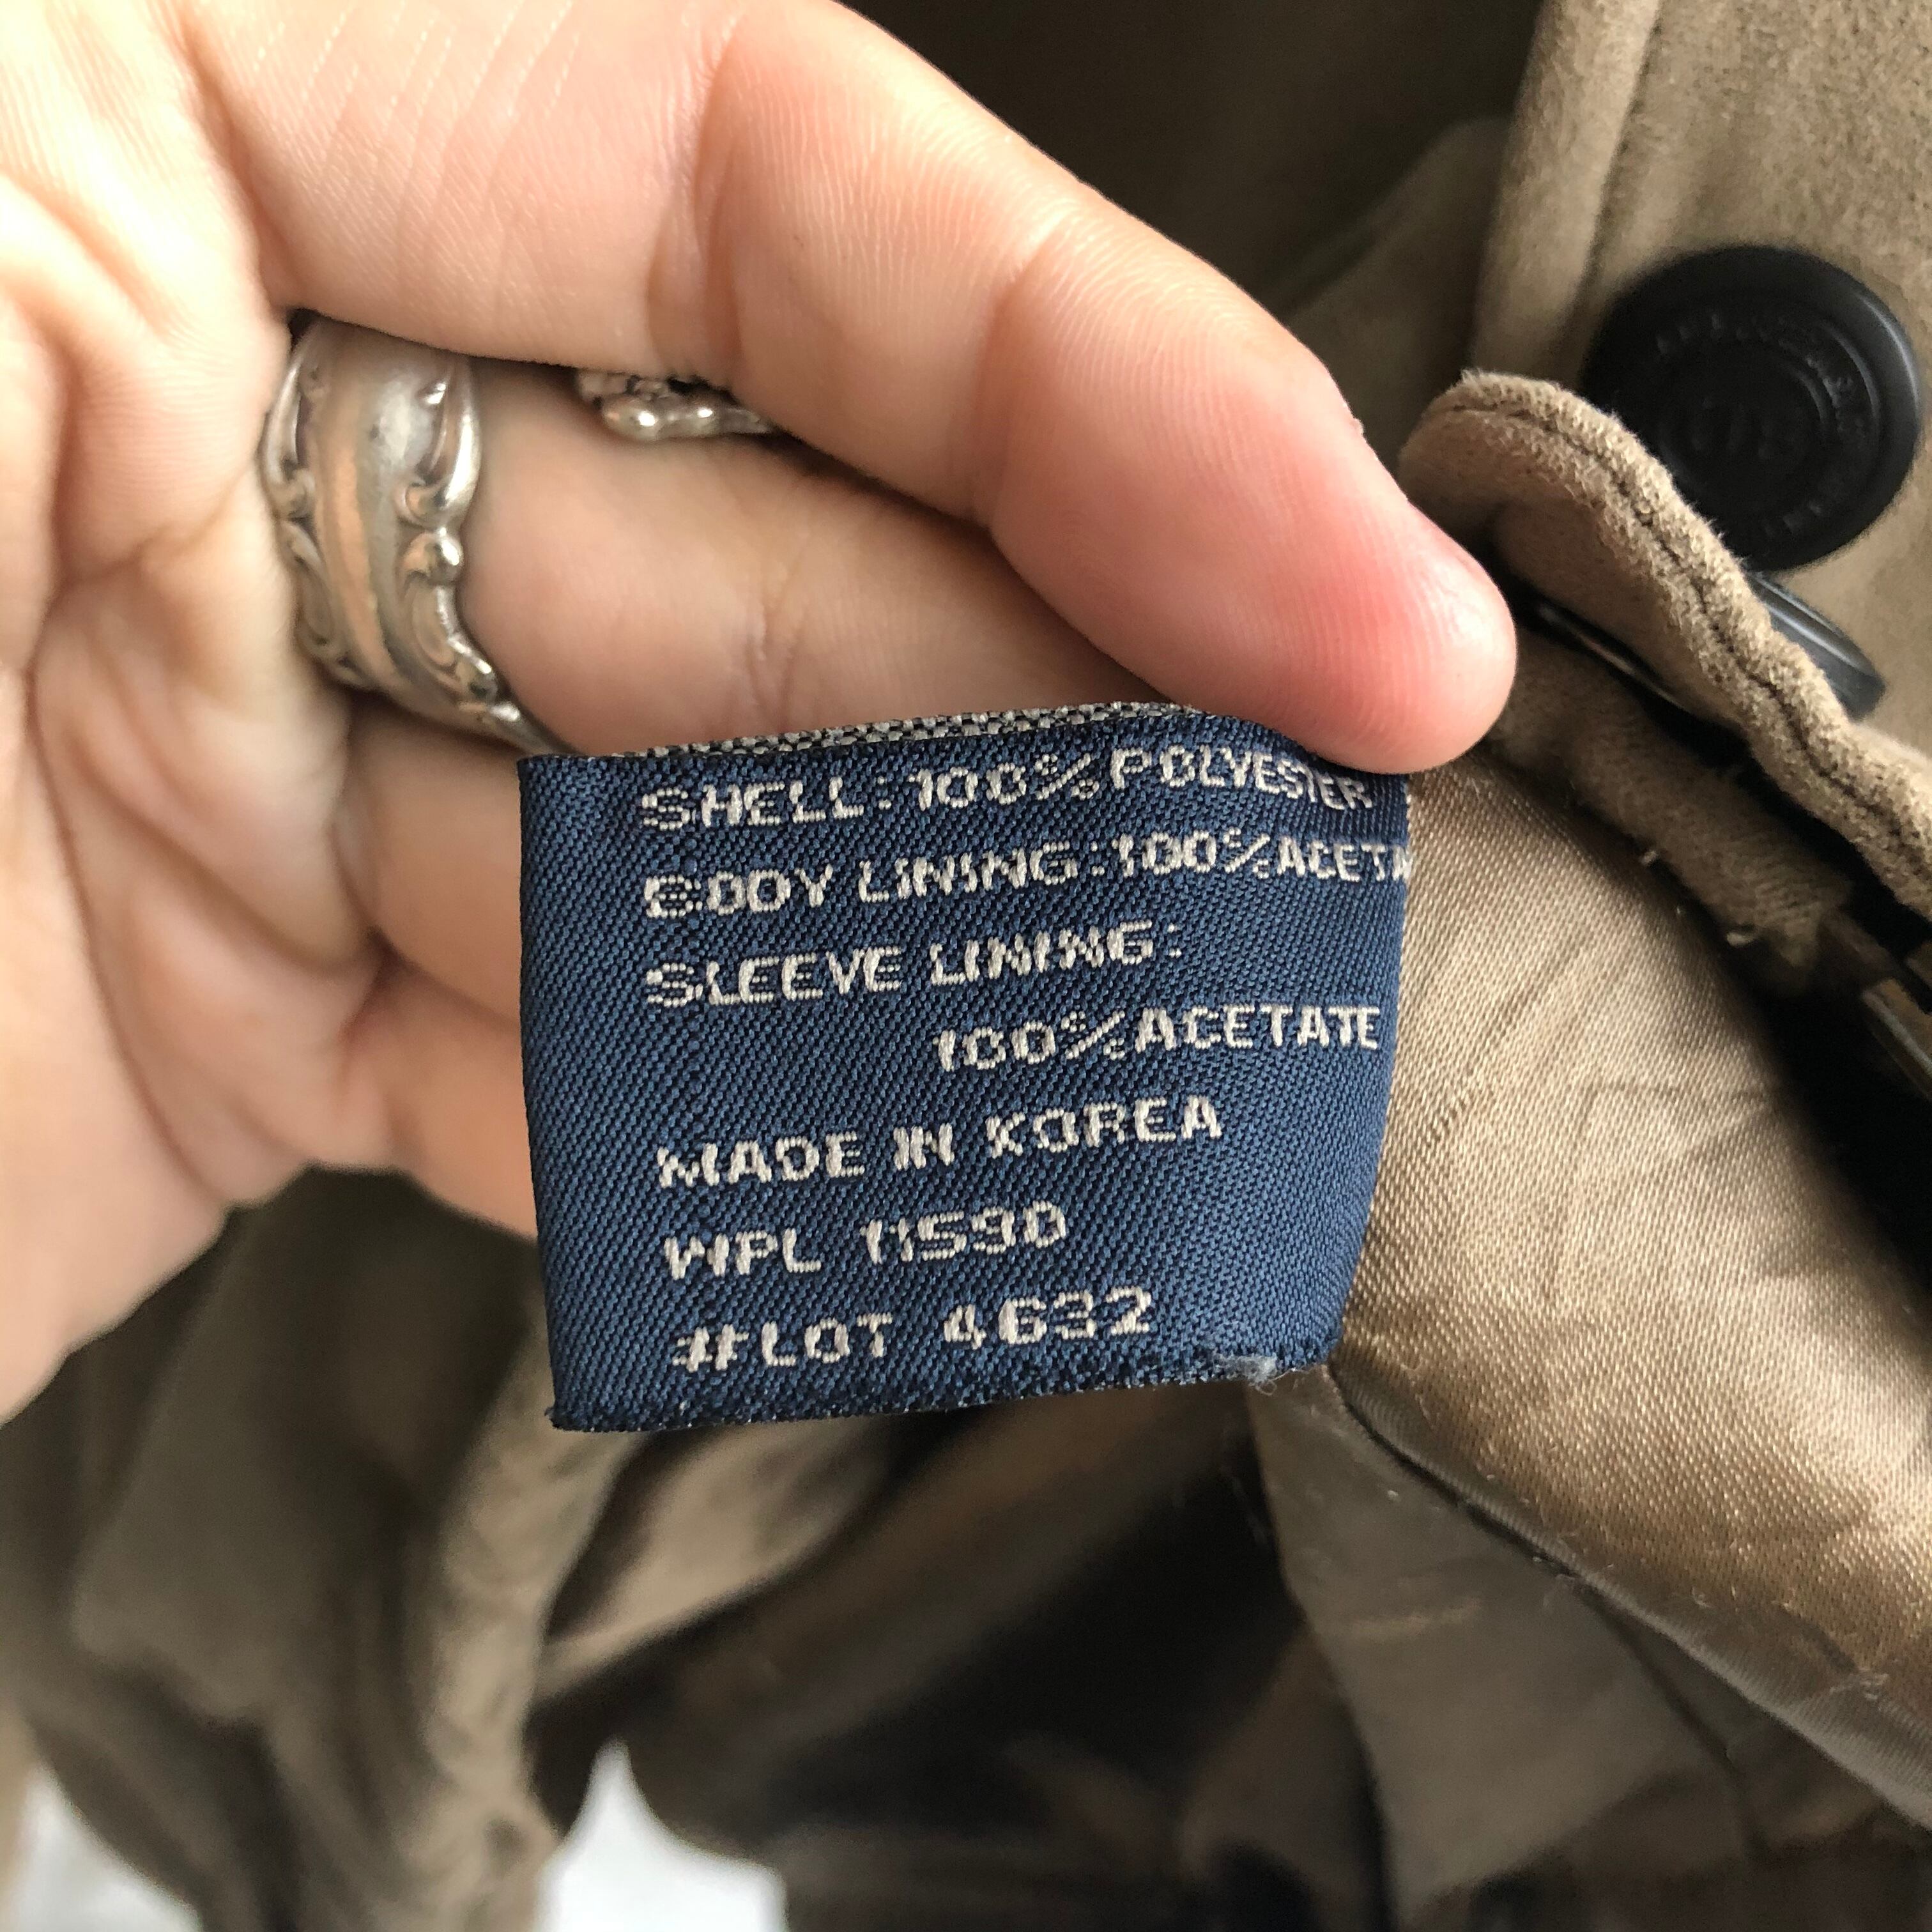 SHELL:100%POLYESTER
BODY LINING:100%ACETA
SLEEVE LINING:
100%ACETATE
MADE IN KOREA
WPL 11590
#LOT 4632